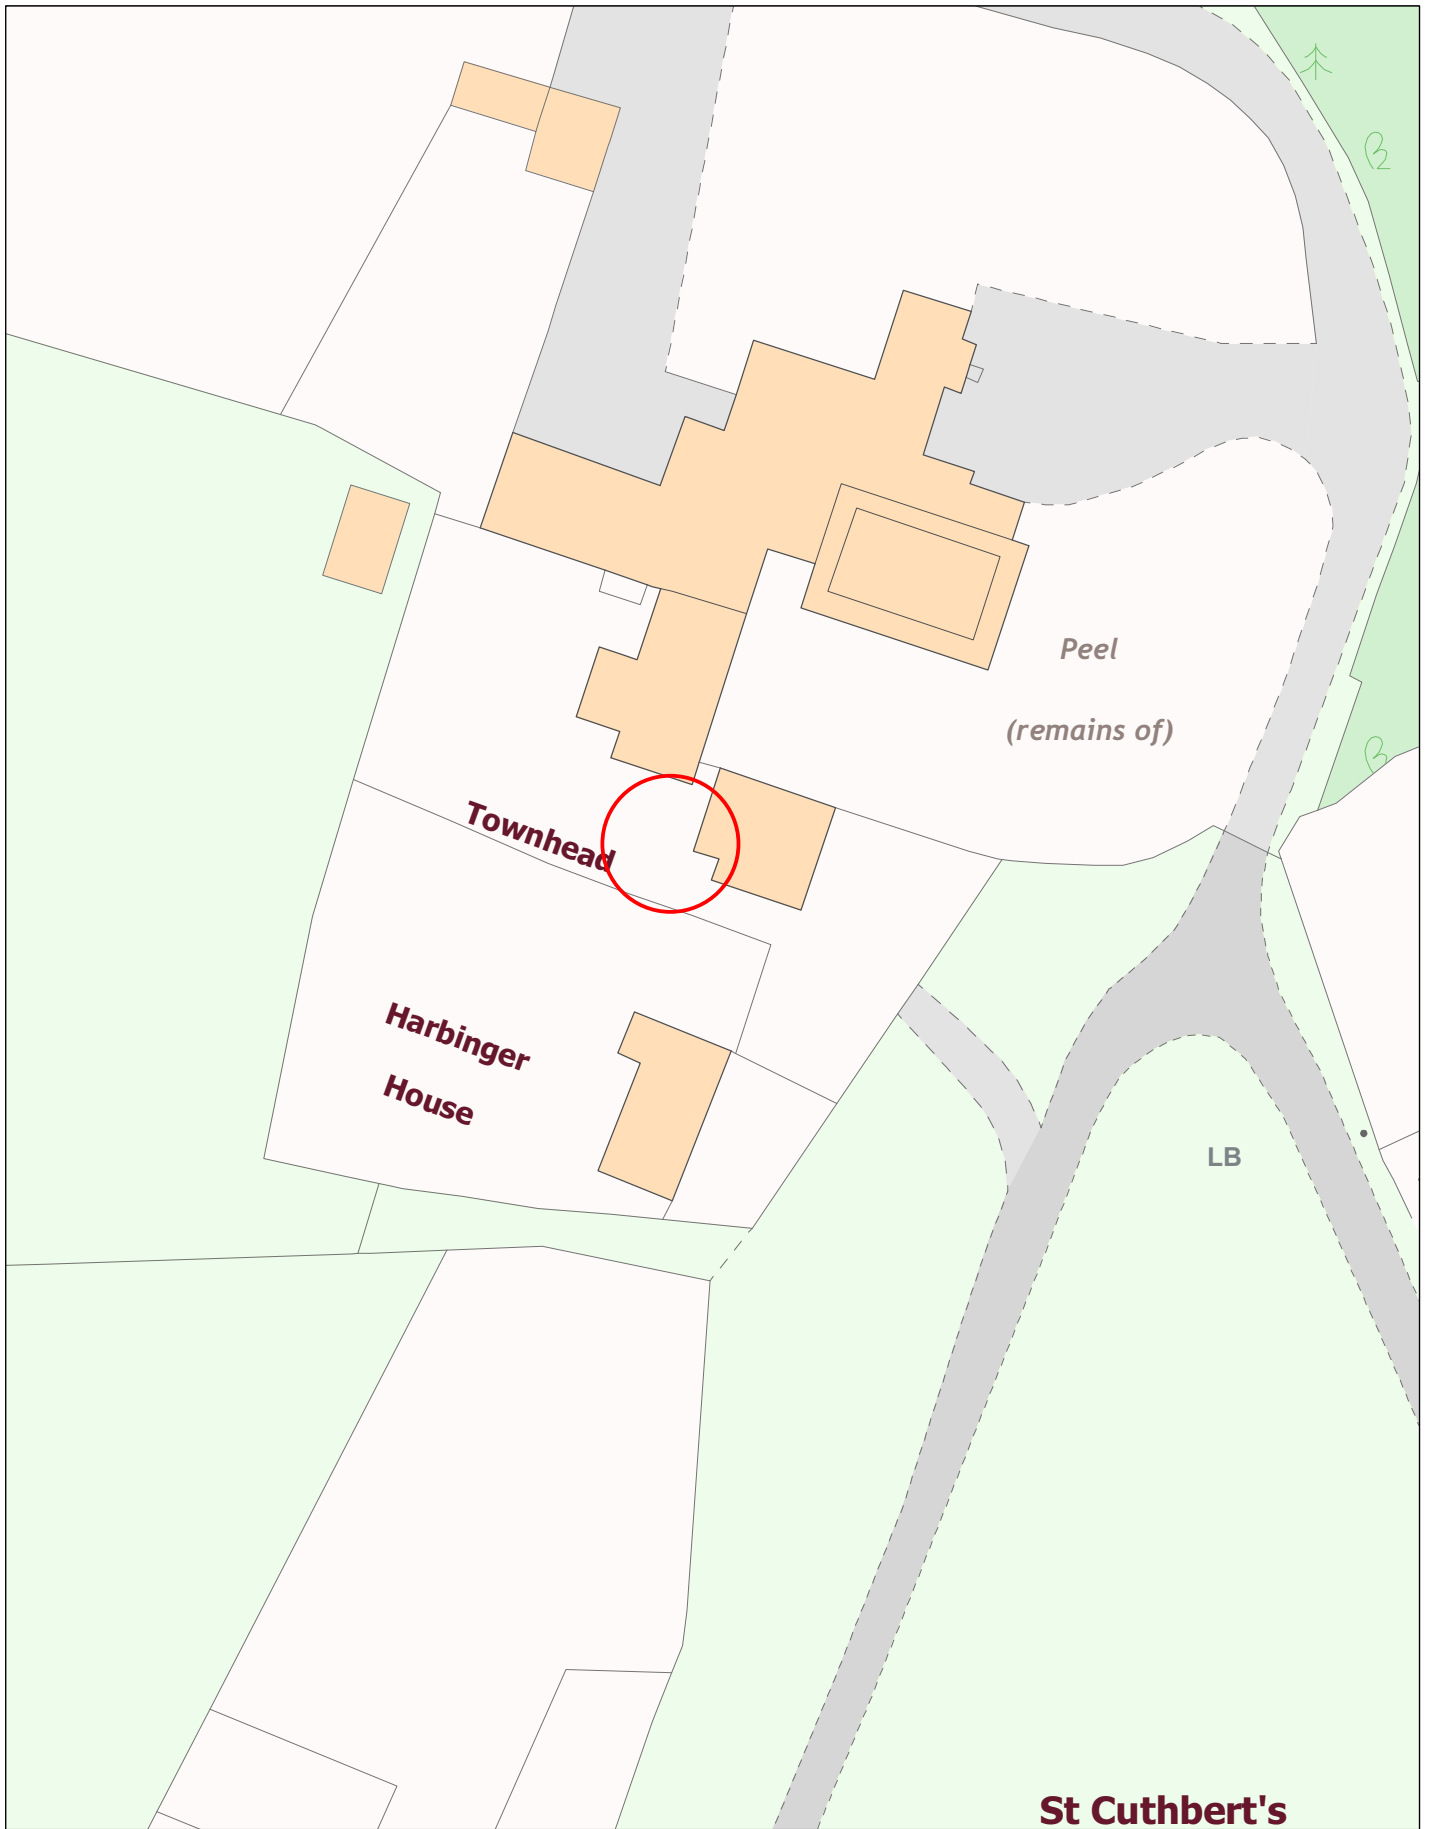 Peel
(remains of)
Townhead
Harbinger
House
LB
St Cuthbert's